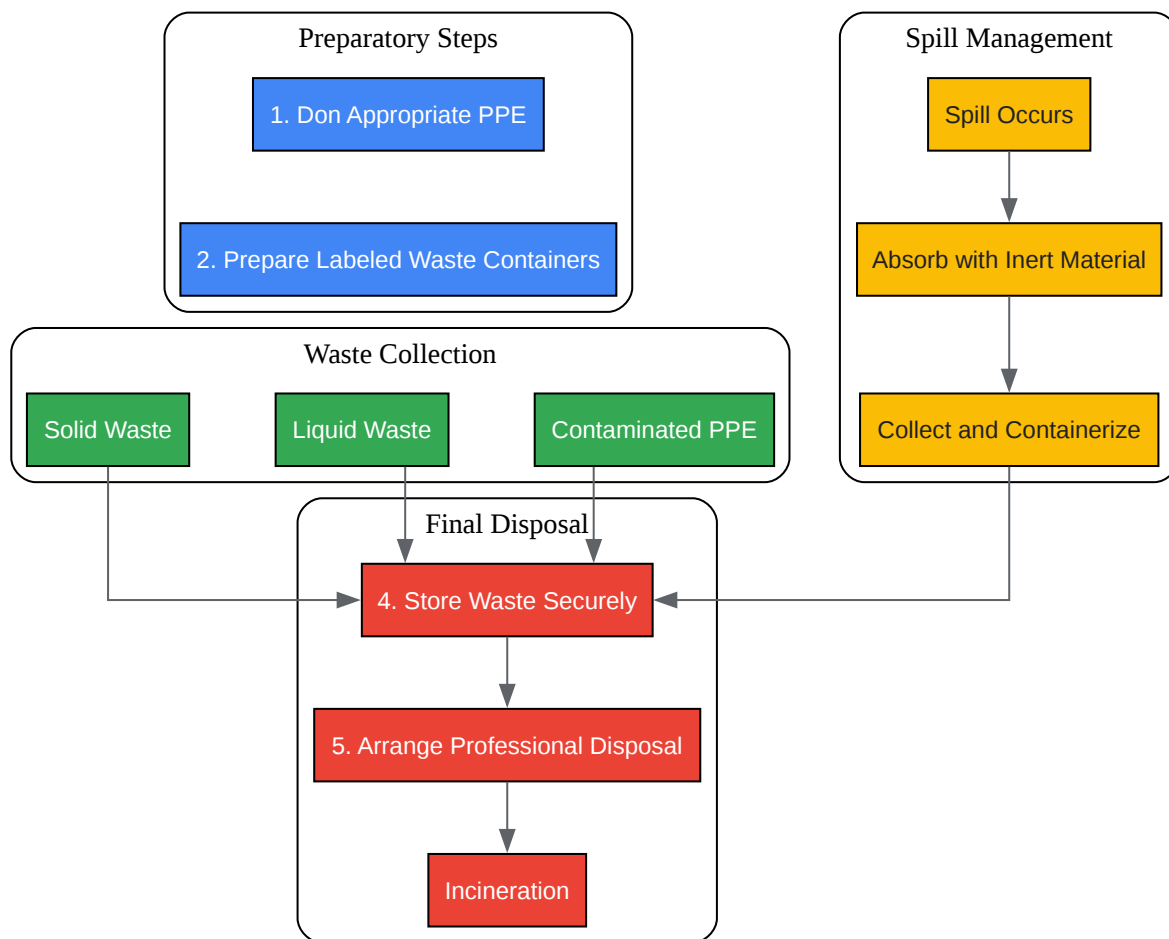 Preparatory Steps
1. Don Appropriate PPE
2. Prepare Labeled Waste Containers
Spill Management
Spill Occurs
Absorb with Inert Material
Collect and Containerize
Waste Collection
Solid Waste
Liquid Waste
Contaminated PPE
Final Disposal
4. Store Waste Securely
5. Arrange Professional Disposal
Incineration